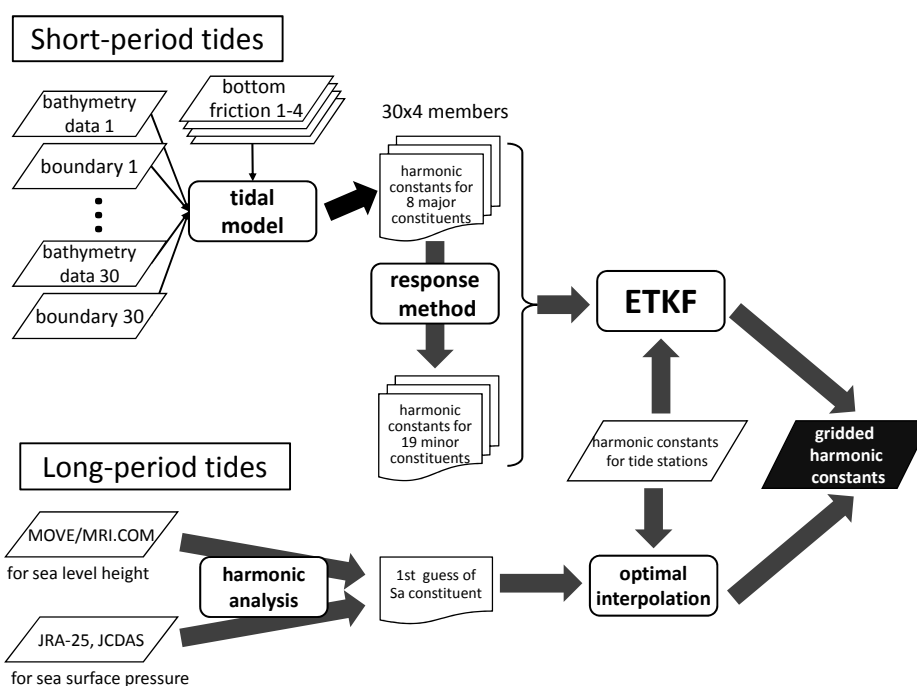 Short-period tides
bathymetry
data 1
boundary 1
bathymetry
data 30
boundary 30
bottom
friction 1-4
tidal
model
30x4 members
harmonic
constants for
8 major
constituents
response
method
harmonic
constants for
19 minor
constituents
ETKF
harmonic constants
for tide stations
gridded
harmonic
constants
Long-period tides
MOVE/MRI.COM
for sea level height
JRA-25, JCDAS
for sea surface pressure
harmonic
analysis
1st guess of
Sa constituent
optimal
interpolation